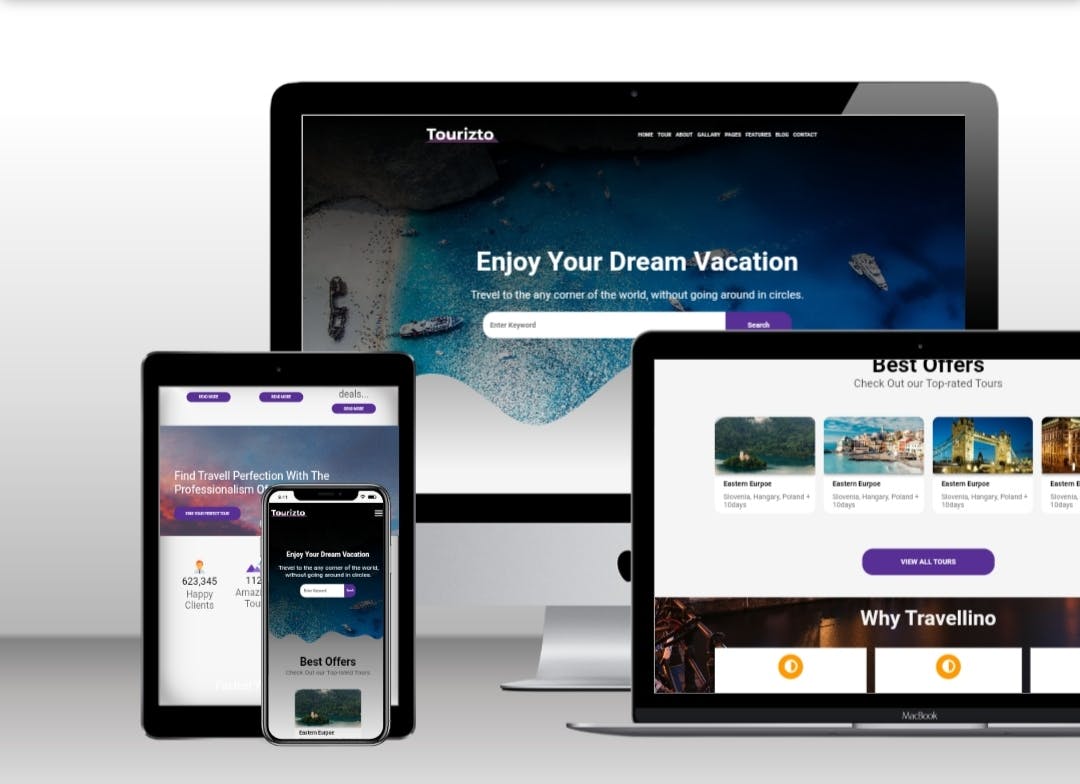 Tourizto
HOME TOUR ABOUT GALLARY PAGES FEATURES BLOG CONTACT
Enjoy Your Dream Vacation
Trevel to the any corner of the world, without going around in circles.
Enter Keyword
Search
deals...
READ MORE
READ MORE
READ MORE
Find Travell Perfection With The
Professionalism Of
FIND YOUR PERFECT TOUR
623,345
Happy
Clients
112
Amaz
Tou
Tourizto
Enjoy Your Dream Vacation
Trevel to the any corner of the world,
without going around in circles.
Enter Keyword
Search
Best Offers
Check Out our Top-rated Tours
Eastern Eurpoe
Best Offers
Check Out our Top-rated Tours
Eastern Eurpoe
Slovenia, Hangary, Poland +
10days
Eastern Eurpoe
Slovenia, Hangary, Poland +
10days
Eastern Eurpoe
Slovenia, Hangary, Poland +
10days
Eastern E
Slovenia,
10days
VIEW ALL TOURS
Why Travellino
MacBook